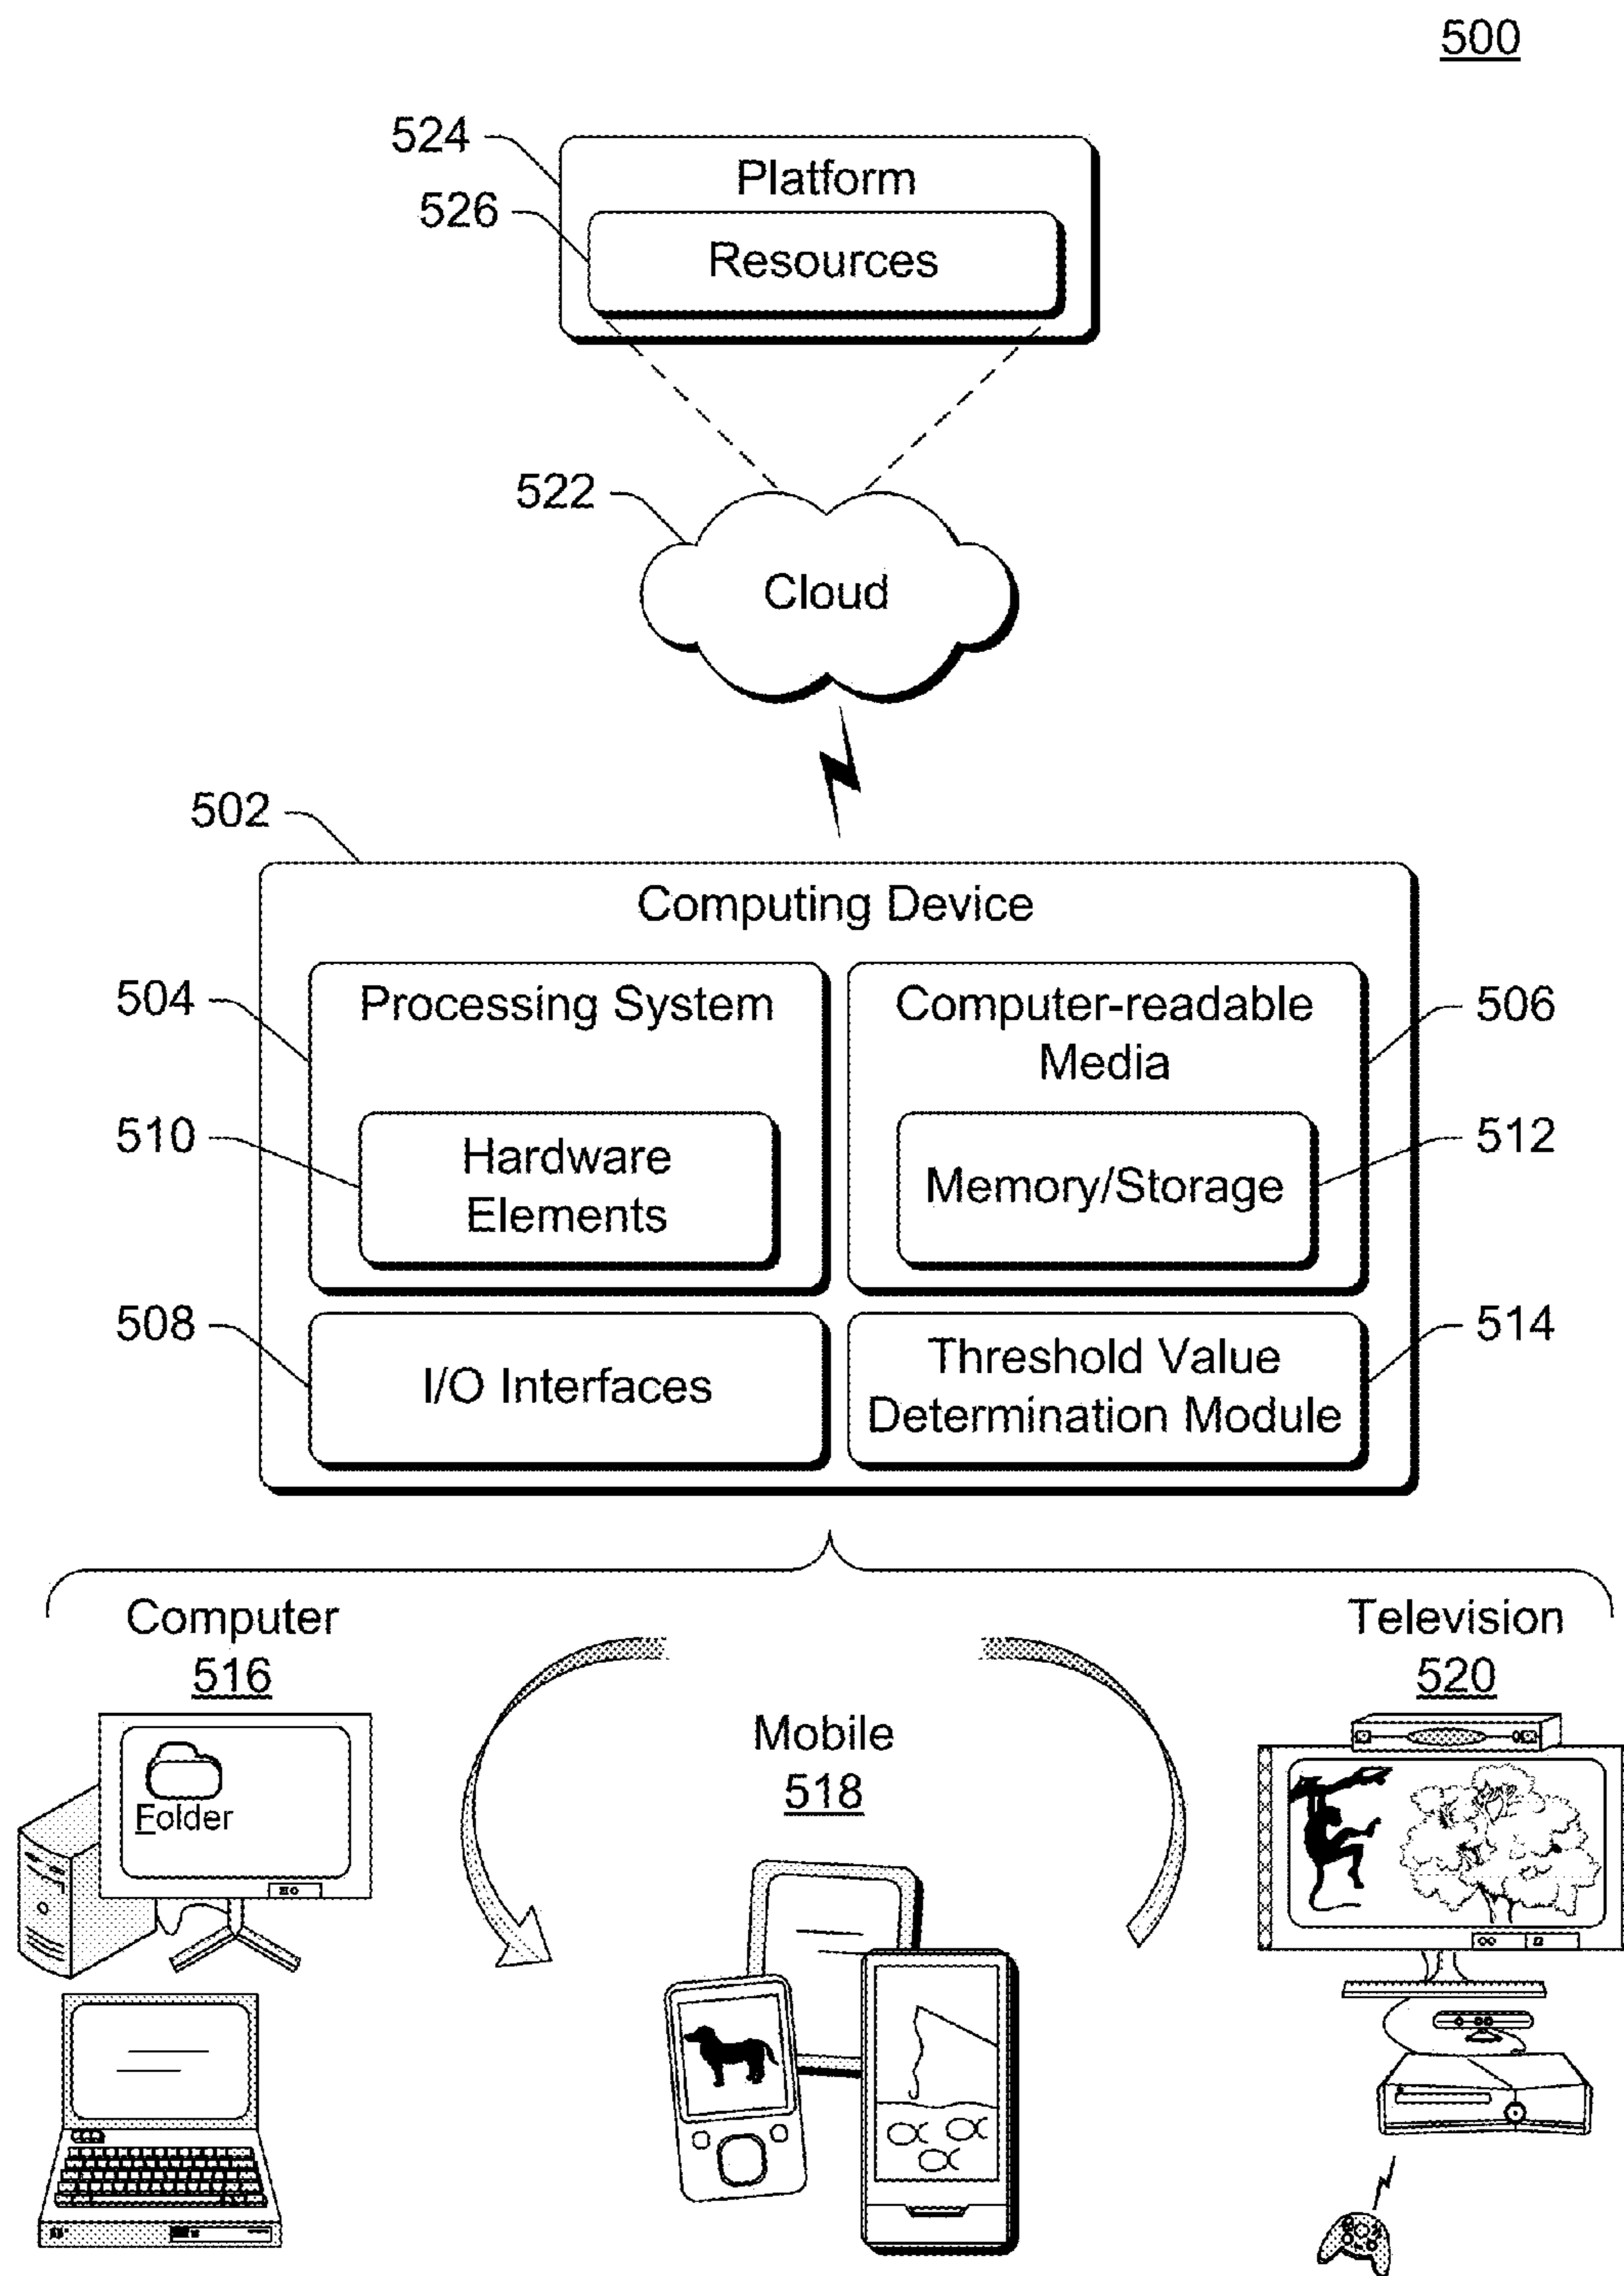 500
524
Platform
526
Resources
522
Cloud
502
Computing Device
504
Processing System
Computer-readable
Media
506
510
Hardware
Elements
Memory/Storage
512
508
I/O Interfaces
Threshold Value
Determination Module
514
Computer
516
Television
520
Mobile
518
Folder